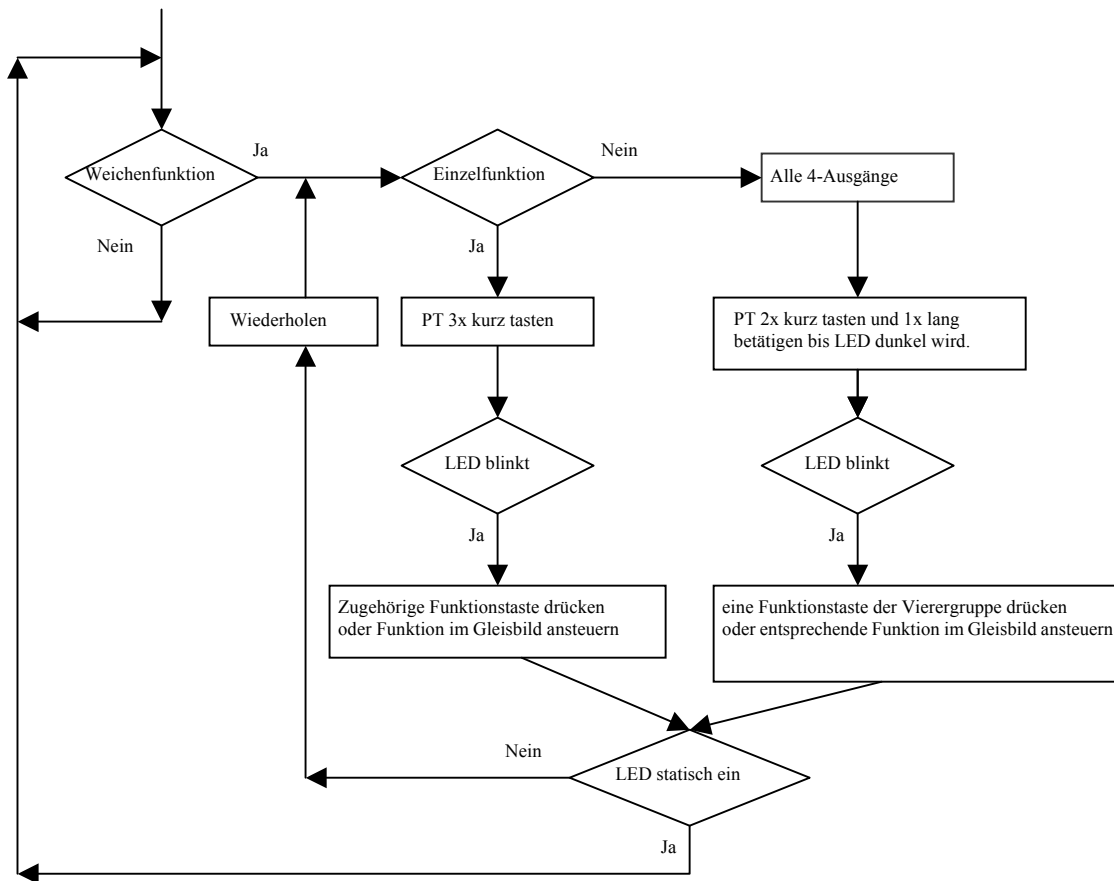 Ja
Nein
Weichenfunktion
Einzelfunktion
Alle 4-Ausgänge
Nein
Ja
Wiederholen
PT 3x kurz tasten
PT 2x kurz tasten und 1x lang
betätigen bis LED dunkel wird.
LED blinkt
LED blinkt
Ja
Ja
Zugehörige Funktionstaste drücken
oder Funktion im Gleisbild ansteuern
eine Funktionstaste der Vierergruppe drücken
oder entsprechende Funktion im Gleisbild ansteuern
Nein
LED statisch ein
Ja